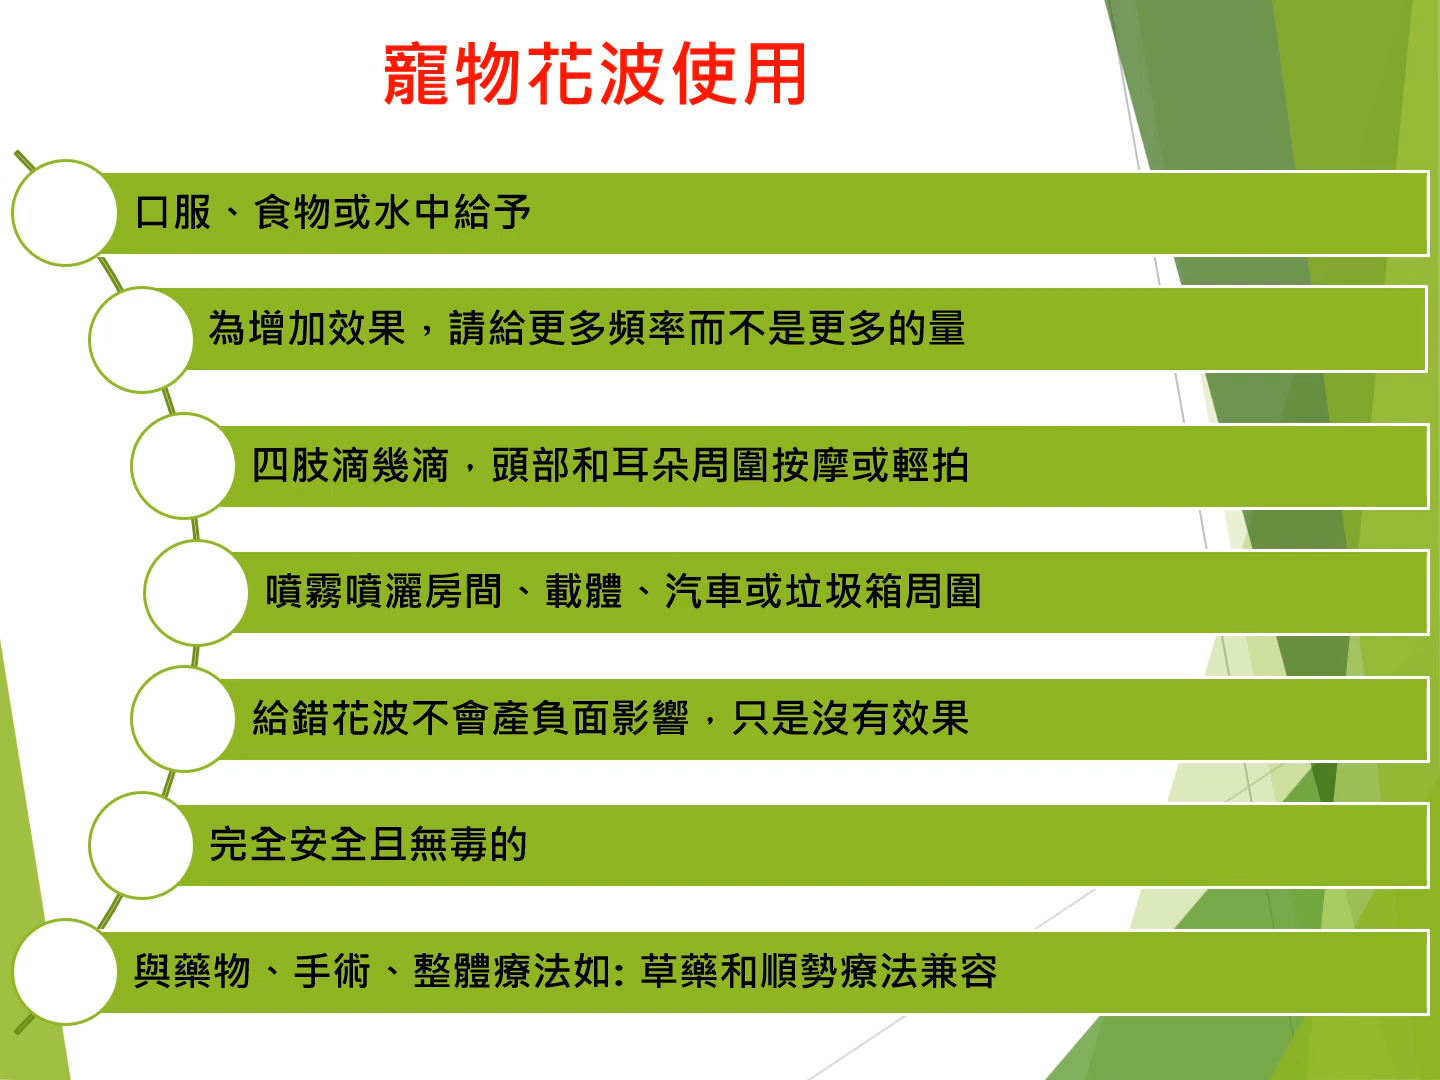 寵物花波使用
口服、食物或水中給予
為增加效果，請給更多頻率而不是更多的量
四肢滴幾滴，頭部和耳朵周圍按摩或輕拍
噴霧噴灑房間、載體、汽車或垃圾箱周圍
給錯花波不會產負面影響，只是沒有效果
完全安全且無毒的
與藥物、手術、整體療法如: 草藥和順勢療法兼容